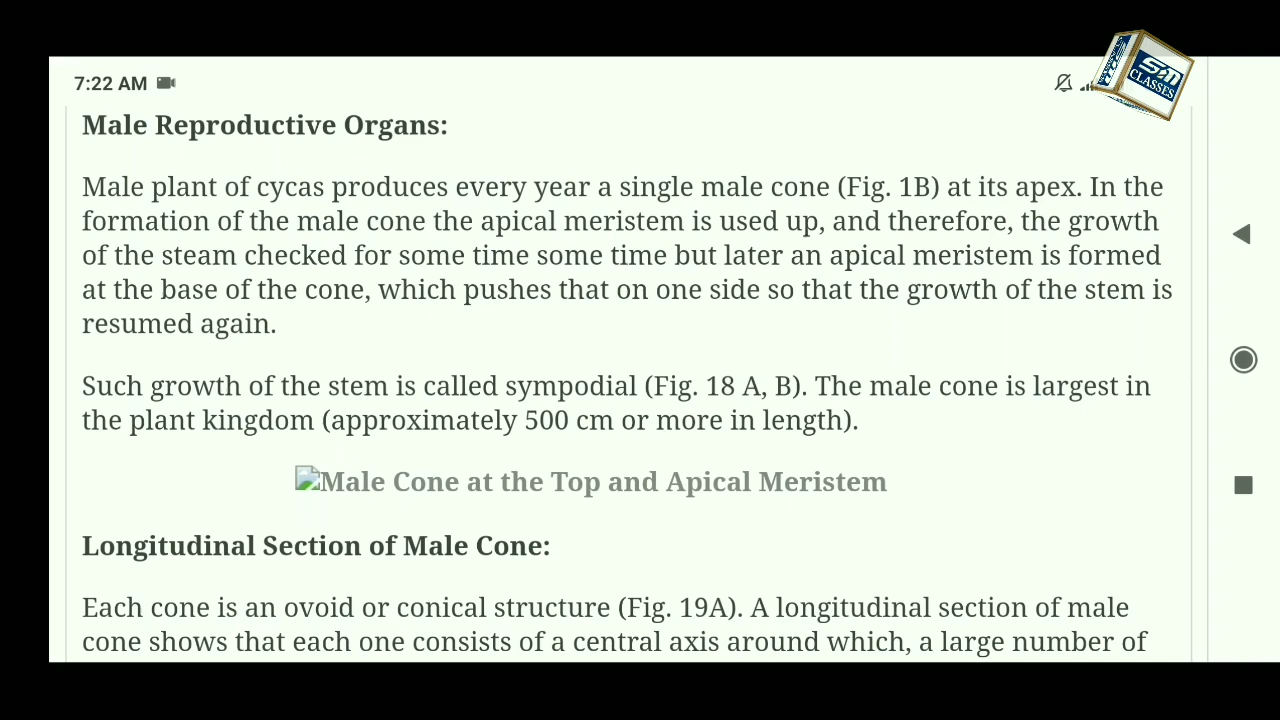 7:22 AM
SM
CLASSES
Male Reproductive Organs:
Male plant of cycas produces every year a single male cone (Fig. 1B) at its apex. In the
formation of the male cone the apical meristem is used up, and therefore, the growth
of the steam checked for some time some time but later an apical meristem is formed
at the base of the cone, which pushes that on one side so that the growth of the stem is
resumed again.
Such growth of the stem is called sympodial (Fig. 18 A, B). The male cone is largest in
the plant kingdom (approximately 500 cm or more in length).
Male Cone at the Top and Apical Meristem
Longitudinal Section of Male Cone:
Each cone is an ovoid or conical structure (Fig. 19A). A longitudinal section of male
cone shows that each one consists of a central axis around which, a large number of